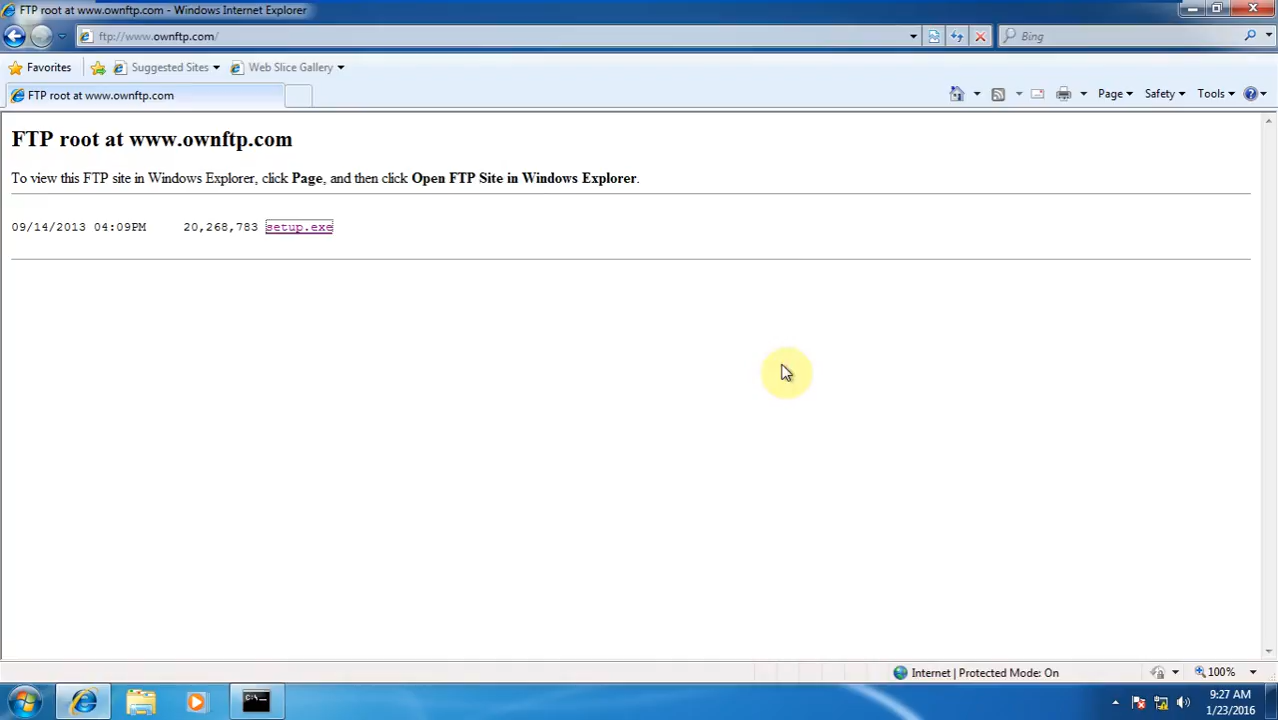 FTP root at www.ownftp.com - Windows Internet Explorer
ftp://www.ownftp.com/
Bing
Favorites
Suggested Sites
Web Slice Gallery
FTP root at www.ownftp.com
Page
Safety
Tools
FTP root at www.ownftp.com
To view this FTP site in Windows Explorer, click Page, and then click Open FTP Site in Windows Explorer.
09/14/2013 04:09PM 20,268,783 setup.exe
Internet | Protected Mode: On
100%
C:\_
9:27 AM
1/23/2016